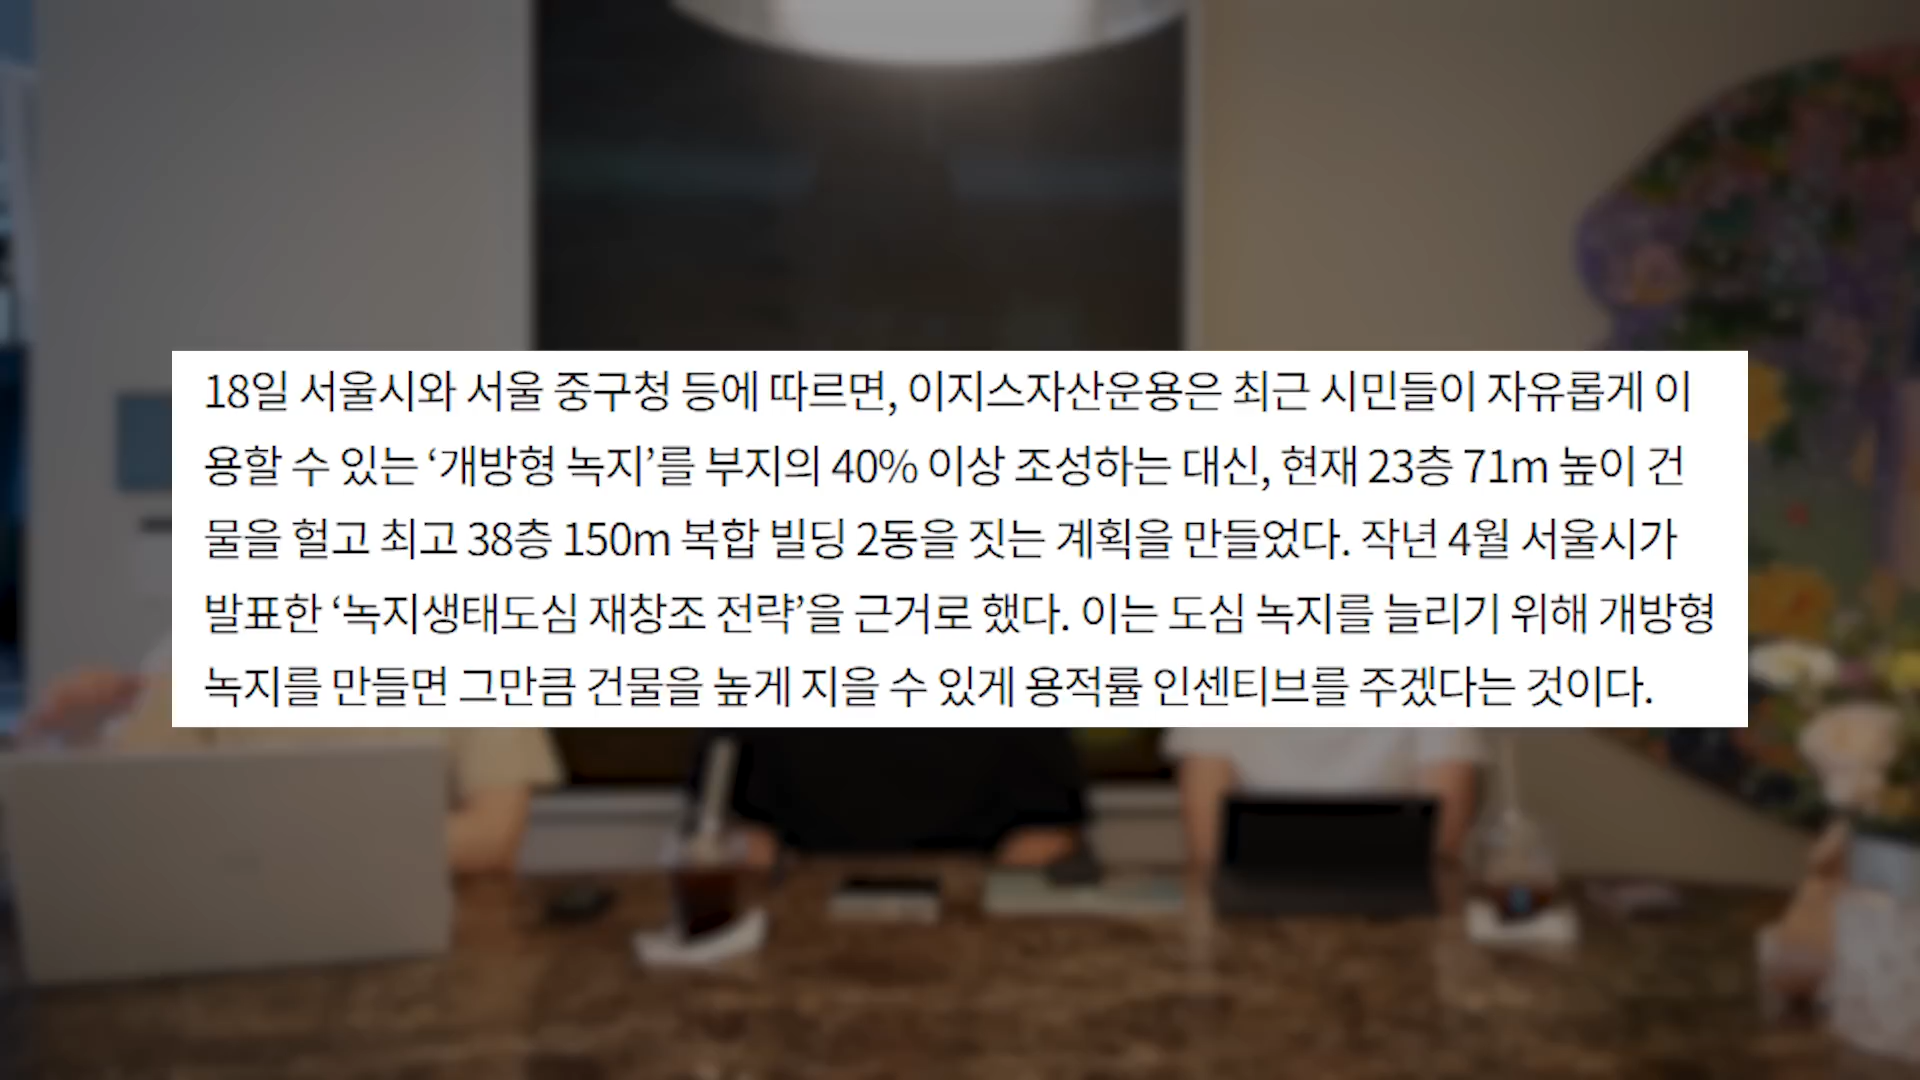 18일 서울시와 서울 중구청 등에 따르면, 이지스자산운용은 최근 시민들이 자유롭게 이
용할 수 있는 ‘개방형 녹지’를 부지의 40% 이상 조성하는 대신, 현재 23층 71m 높이 건
물을 헐고 최고 38층 150m 복합 빌딩 2동을 짓는 계획을 만들었다. 작년 4월 서울시가
발표한 ‘녹지생태도심 재창조 전략’을 근거로 했다. 이는 도심 녹지를 늘리기 위해 개방형
녹지를 만들면 그만큼 건물을 높게 지을 수 있게 용적률 인센티브를 주겠다는 것이다.